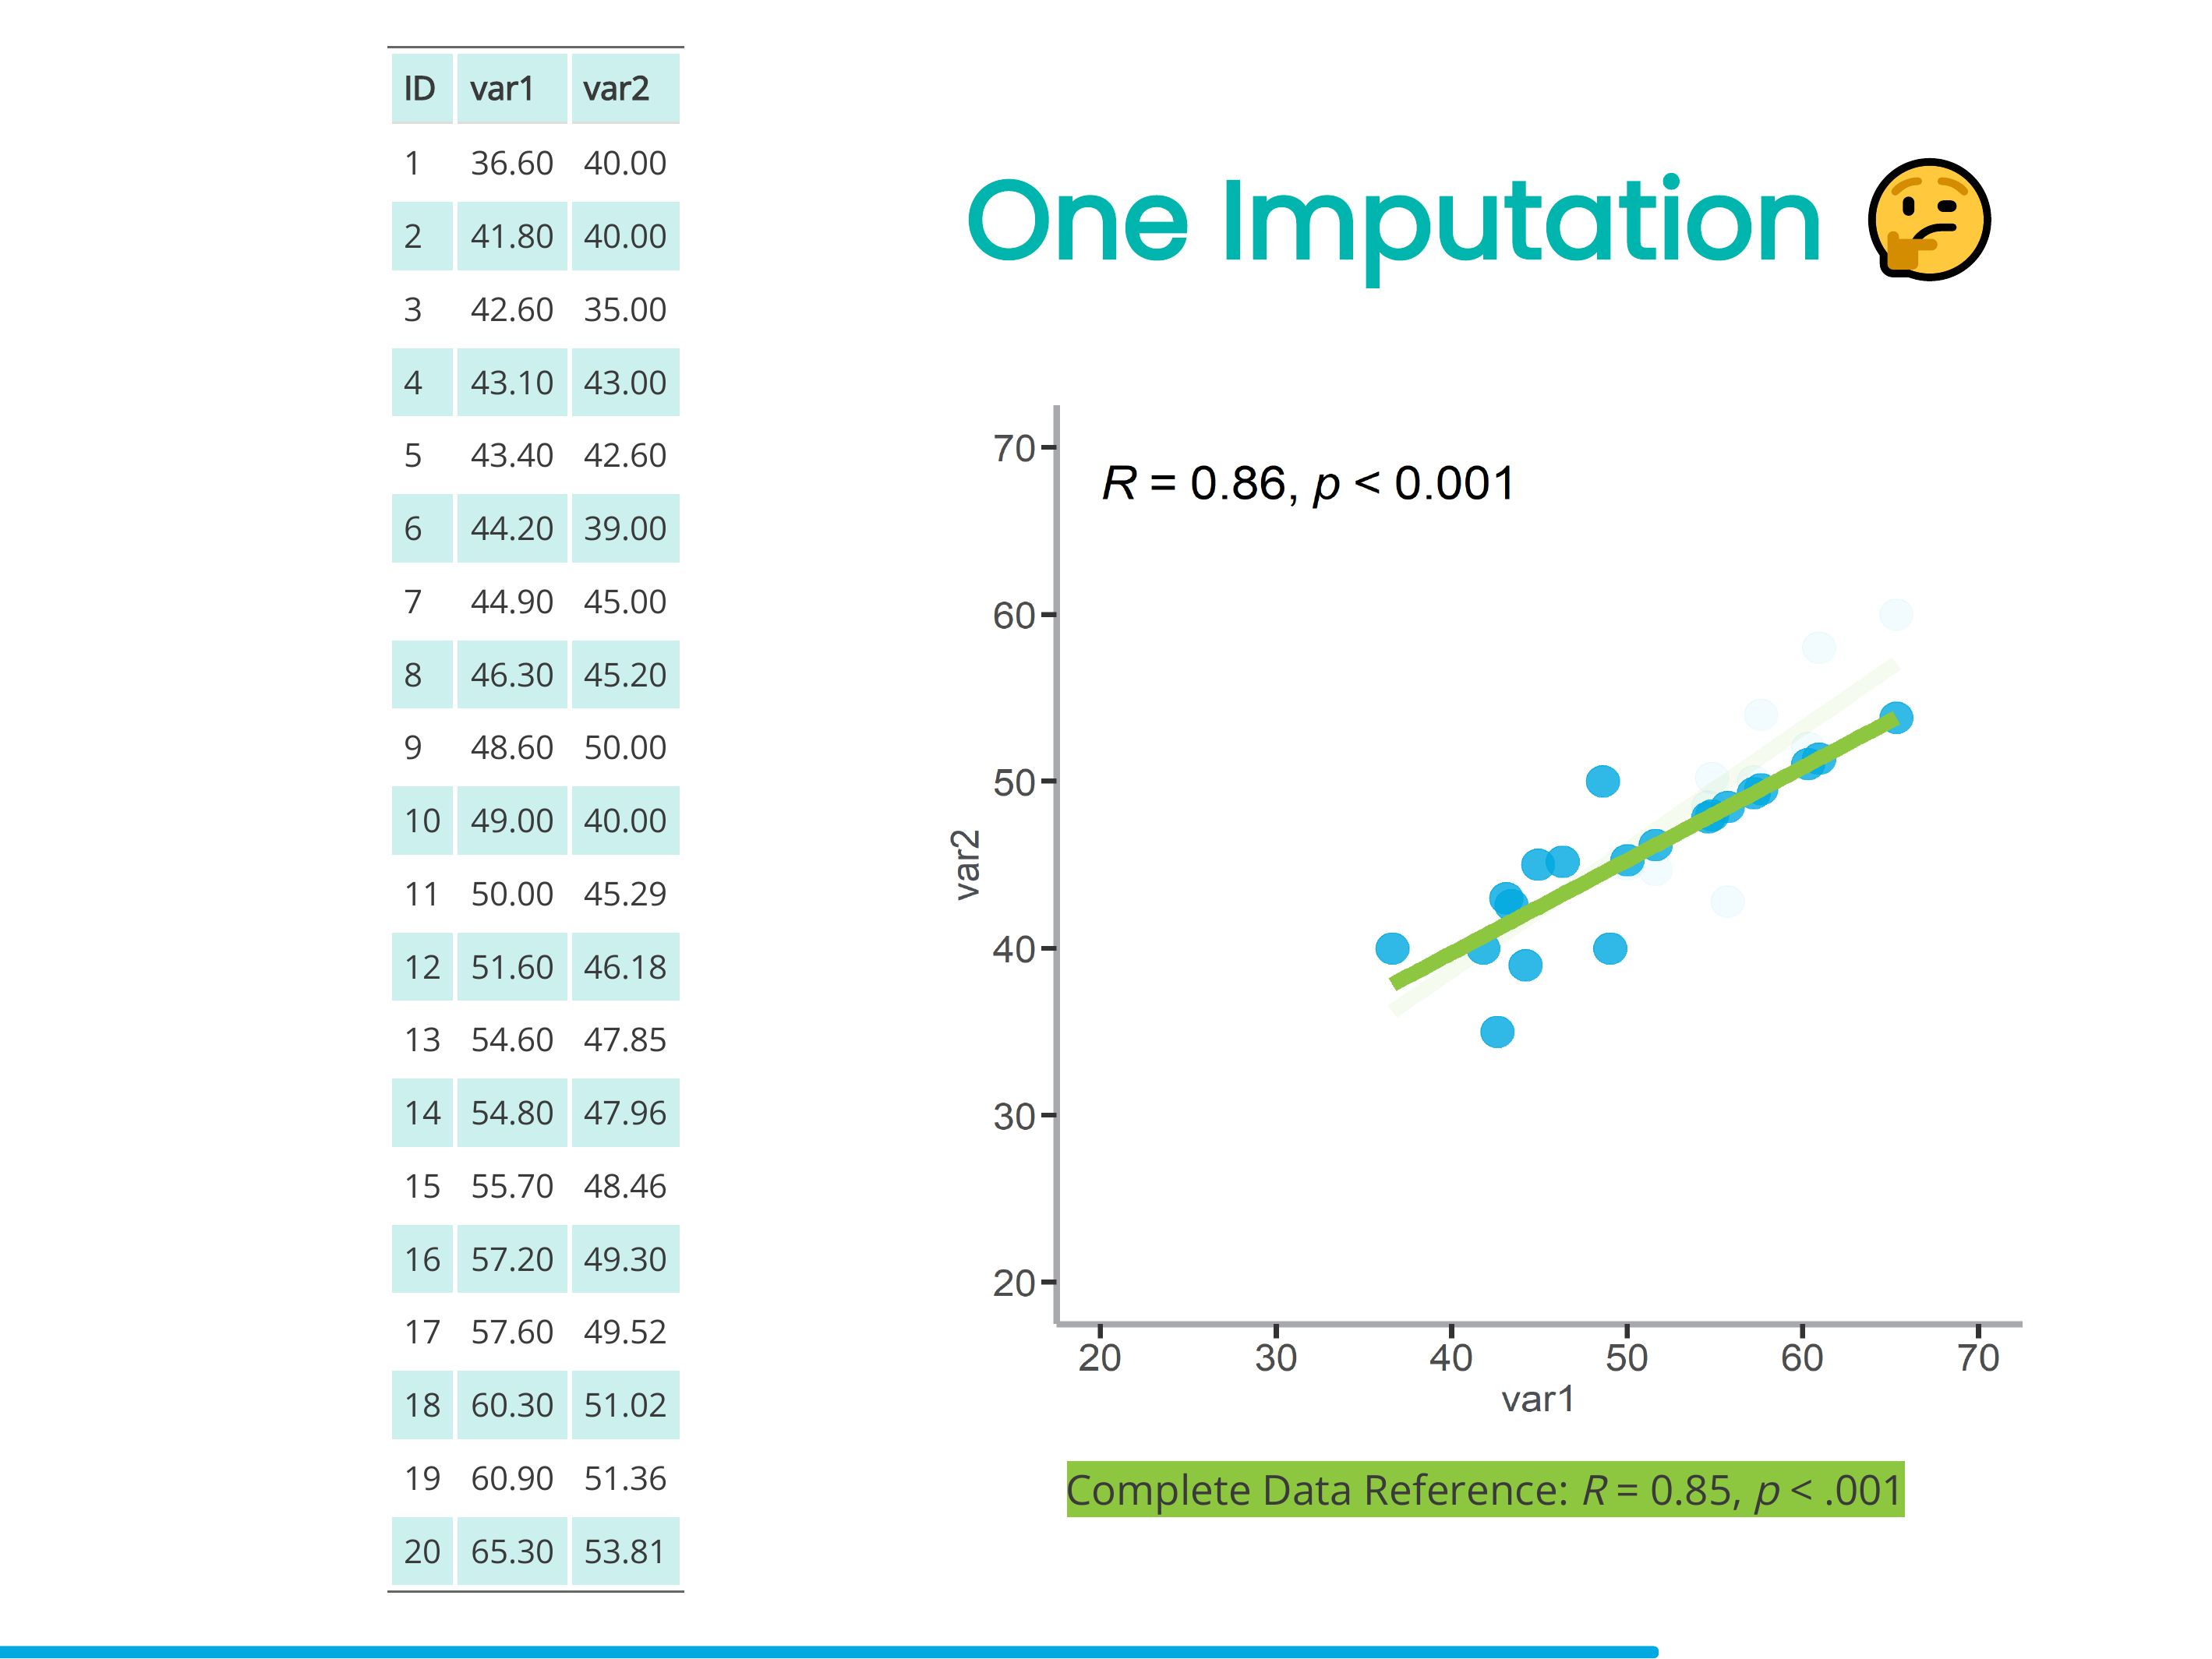 ID var1 var2
1 36.60 40.00
2 41.80 40.00
3 42.60 35.00
4 43.10 43.00
5 43.40 42.60
6 44.20 39.00
7 44.90 45.00
8 46.30 45.20
9 48.60 50.00
10 49.00 40.00
11 50.00 45.29
12 51.60 46.18
13 54.60 47.85
14 54.80 47.96
15 55.70 48.46
16 57.20 49.30
17 57.60 49.52
18 60.30 51.02
19 60.90 51.36
20 65.30 53.81
One Imputation
R = 0.86, p < 0.001
70
60
50
40
30
20
var2
20 30 40 50 60 70
var1
Complete Data Reference: R = 0.85, p < .001